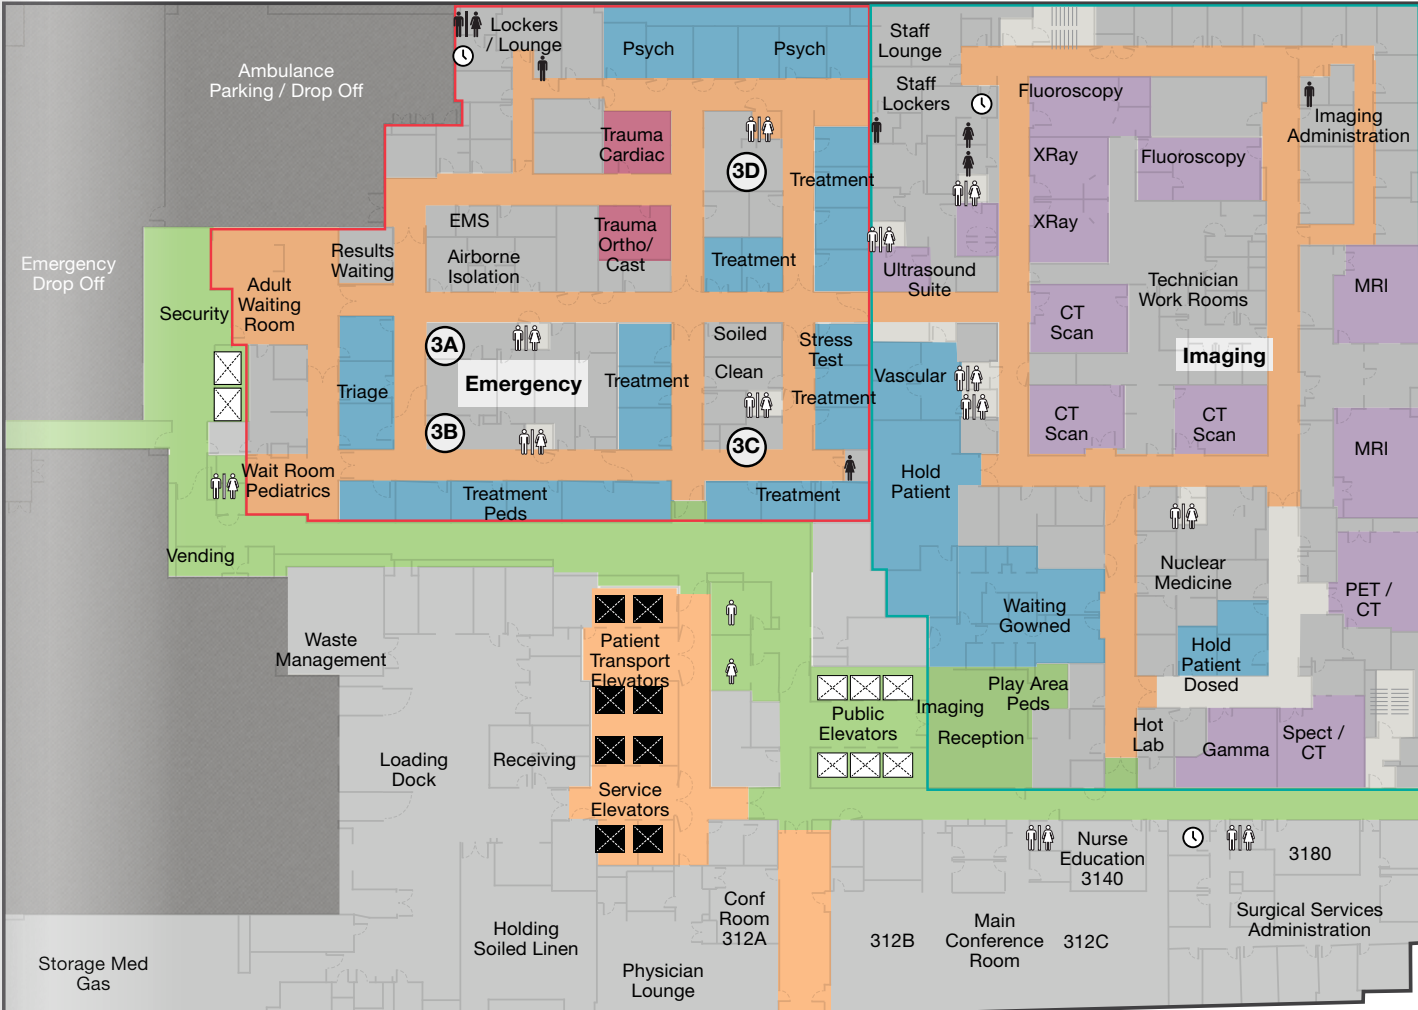 Lockers
/ Lounge
Psych
Psych
Staff
Lounge
Ambulance
Parking / Drop Off
Staff
Lockers
Fluoroscopy
Imaging
Administration
Trauma
Cardiac
XRay
Fluoroscopy
3D
Treatment
EMS
Trauma
Ortho/
Cast
XRay
Emergency
Drop Off
Results
Waiting
Airborne
Isolation
Treatment
Ultrasound
Suite
Technician
Work Rooms
MRI
Adult
Waiting
Room
Security
CT
Scan
3A
Soiled
Stress
Test
Imaging
Emergency
Clean
Vascular
Triage
Treatment
Treatment
3B
3C
CT
Scan
CT
Scan
MRI
Wait Room
Pediatrics
Hold
Patient
Treatment
Peds
Treatment
Vending
Nuclear
Medicine
PET /
CT
Waiting
Gowned
Waste
Management
Patient
Transport
Elevators
Hold
Patient
Dosed
Play Area
Peds
Imaging
Reception
Public
Elevators
Hot
Lab
Gamma
Spect /
CT
Loading
Dock
Receiving
Service
Elevators
Nurse
Education
3140
3180
Conf
Room
312A
Holding
Soiled Linen
312B
Main
Conference
Room
312C
Surgical Services
Administration
Storage Med
Gas
Physician
Lounge